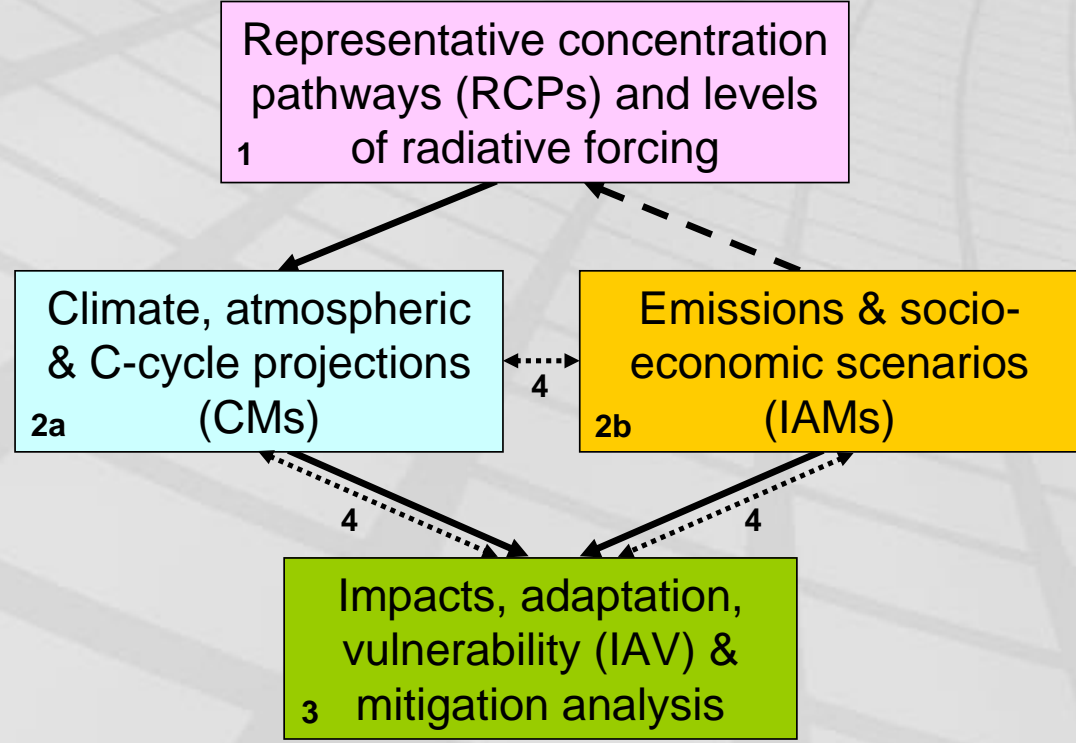 Representative concentration
pathways (RCPs) and levels
1 of radiative forcing
Climate, atmospheric
& C-cycle projections
2a (CMs)
4
Emissions & socio-
economic scenarios
2b (IAMs)
4
4
Impacts, adaptation,
vulnerability (IAV) &
3 mitigation analysis